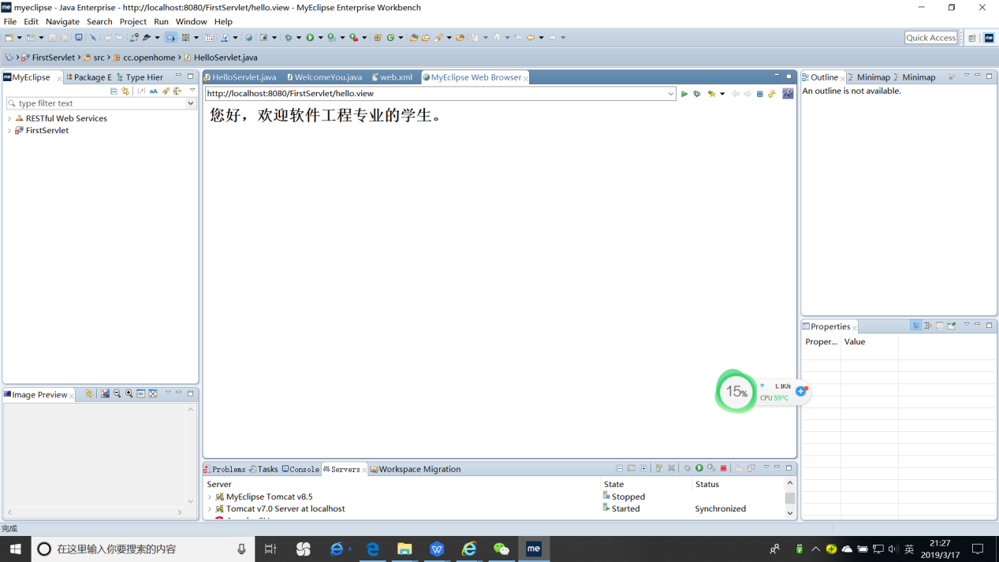 myeclipse - Java Enterprise - http://localhost:8080/FirstServlet/hello.view - MyEclipse Enterprise Workbench
File Edit Navigate Search Project Run Window Help
Quick Access
FirstServlet src cc.openhome HelloServlet.java
MyEclipse Package E Type Hier
type filter text
RESTful Web Services
FirstServlet
HelloServlet.java WelcomeYou.java web.xml MyEclipse Web Browser
http://localhost:8080/FirstServlet/hello.view
您好，欢迎软件工程专业的学生。
Outline Minimap Minimap
An outline is not available.
Properties
Proper... Value
Image Preview
15%
1.1K/s
CPU 55°C
Problems Tasks Console Servers Workspace Migration
Server State Status
MyEclipse Tomcat v8.5 Stopped
Tomcat v7.0 Server at localhost Started Synchronized
完成
在这里输入你要搜索的内容
英
21:27
2019/3/17